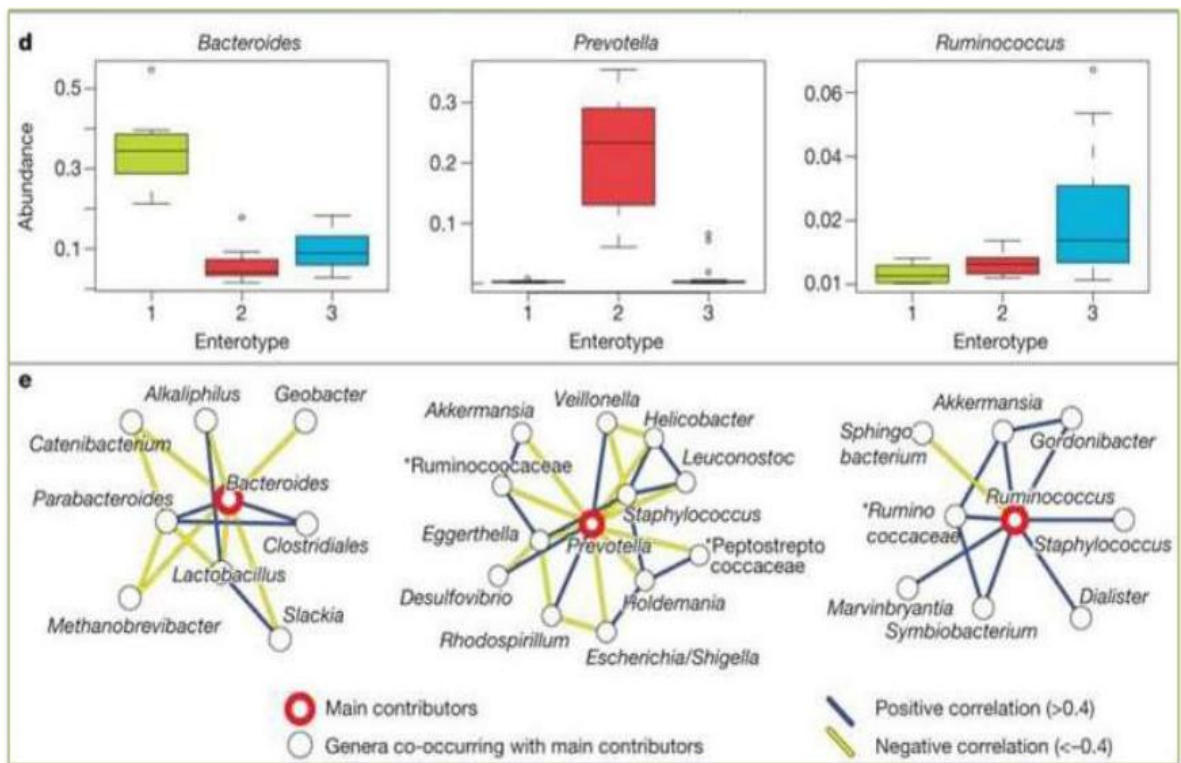 d
Bacteroides
Prevotella
Ruminococcus
Abundance
0.5
0.3
0.1
1
2
3
Enterotype
0.3
0.2
0.1
1
2
3
Enterotype
0.06
0.04
0.02
0.01
1
2
3
Enterotype
e
Alkaliphilus
Geobacter
Catenibacterium
Bacteroides
Parabacteroides
Clostridiales
Lactobacillus
Methanobrevibacter
Slackia
Veillonella
Akkermansia
Helicobacter
*Ruminocoocaceae
Leuconostoc
Staphylococcus
Eggerthella
Prevotella
*Peptostrepto
coccaceae
Desulfovibrio
Holdemania
Rhodospirillum
Escherichia/Shigella
Akkermansia
Sphingo
bacterium
Gordonibacter
Ruminococcus
*Rumino
coccaceae
Staphylococcus
Marvinbryantia
Dialister
Symbiobacterium
Main contributors
Genera co-occurring with main contributors
Positive correlation (>0.4)
Negative correlation (<-0.4)